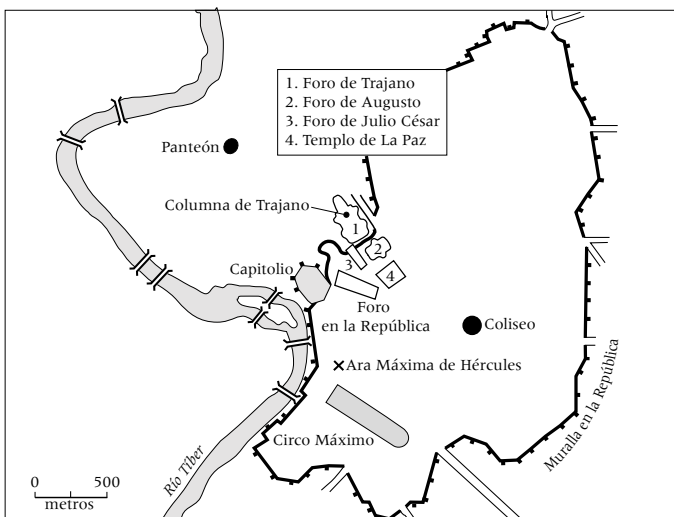 1. Foro de Trajano
2. Foro de Augusto
3. Foro de Julio César
4. Templo de La Paz
Panteón
Columna de Trajano
1
2
3
4
Capitolio
Foro
en la República
Coliseo
Ara Máxima de Hércules
Circo Máximo
Muralla en la República
Río Tíber
0 500
metros